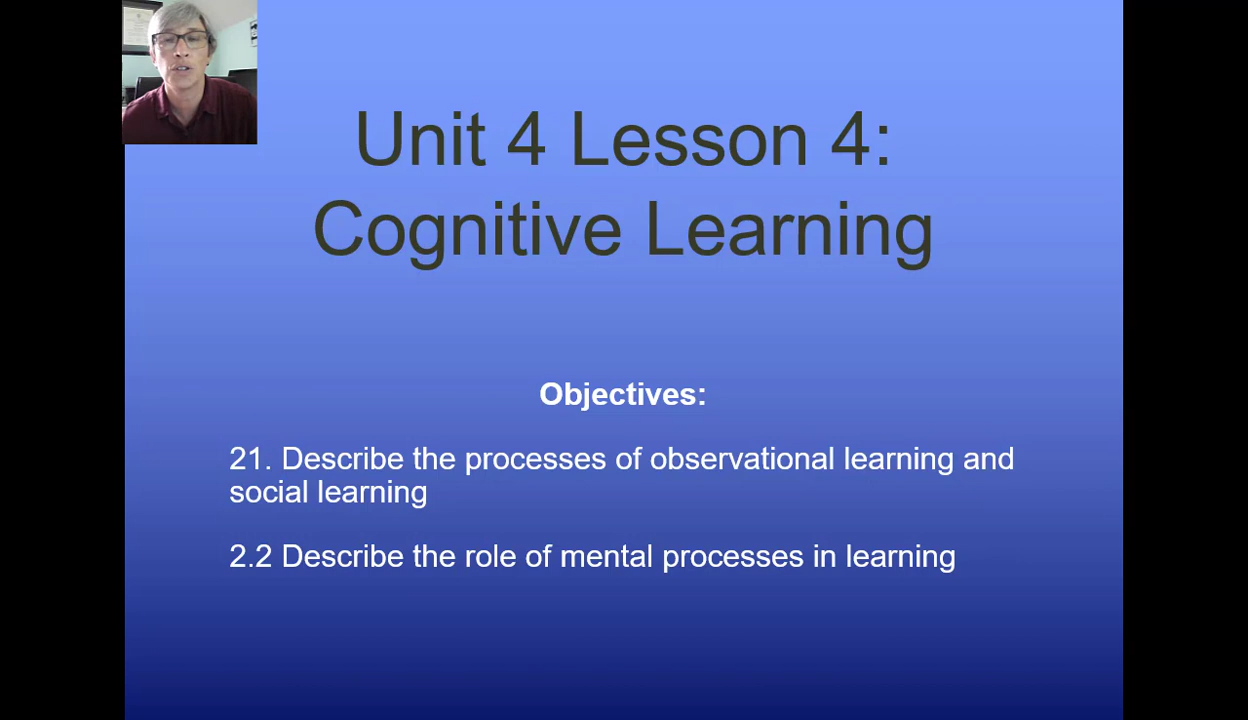 Unit 4 Lesson 4:
Cognitive Learning
Objectives:
21. Describe the processes of observational learning and
social learning
2.2 Describe the role of mental processes in learning